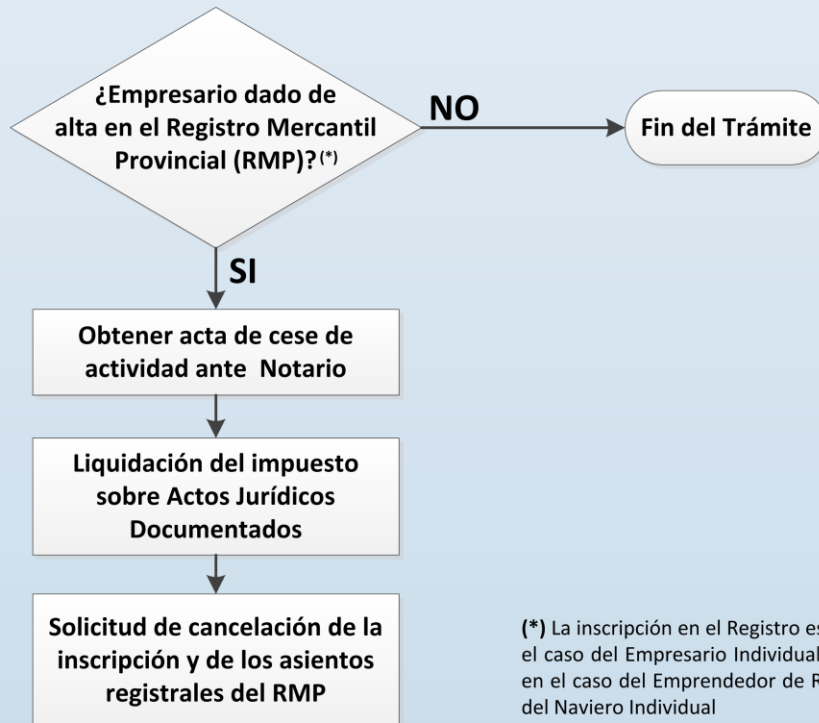 ¿Empresario dado de
alta en el Registro Mercantil
Provincial (RMP)? (*)
NO
Fin del Trámite
SI
Obtener acta de cese de
actividad ante Notario
Liquidación del impuesto
sobre Actos Jurídicos
Documentados
Solicitud de cancelación de la
inscripción y de los asientos
registrales del RMP
(*) La inscripción en el Registro es
el caso del Empresario Individual
en el caso del Emprendedor de
del Naviero Individual